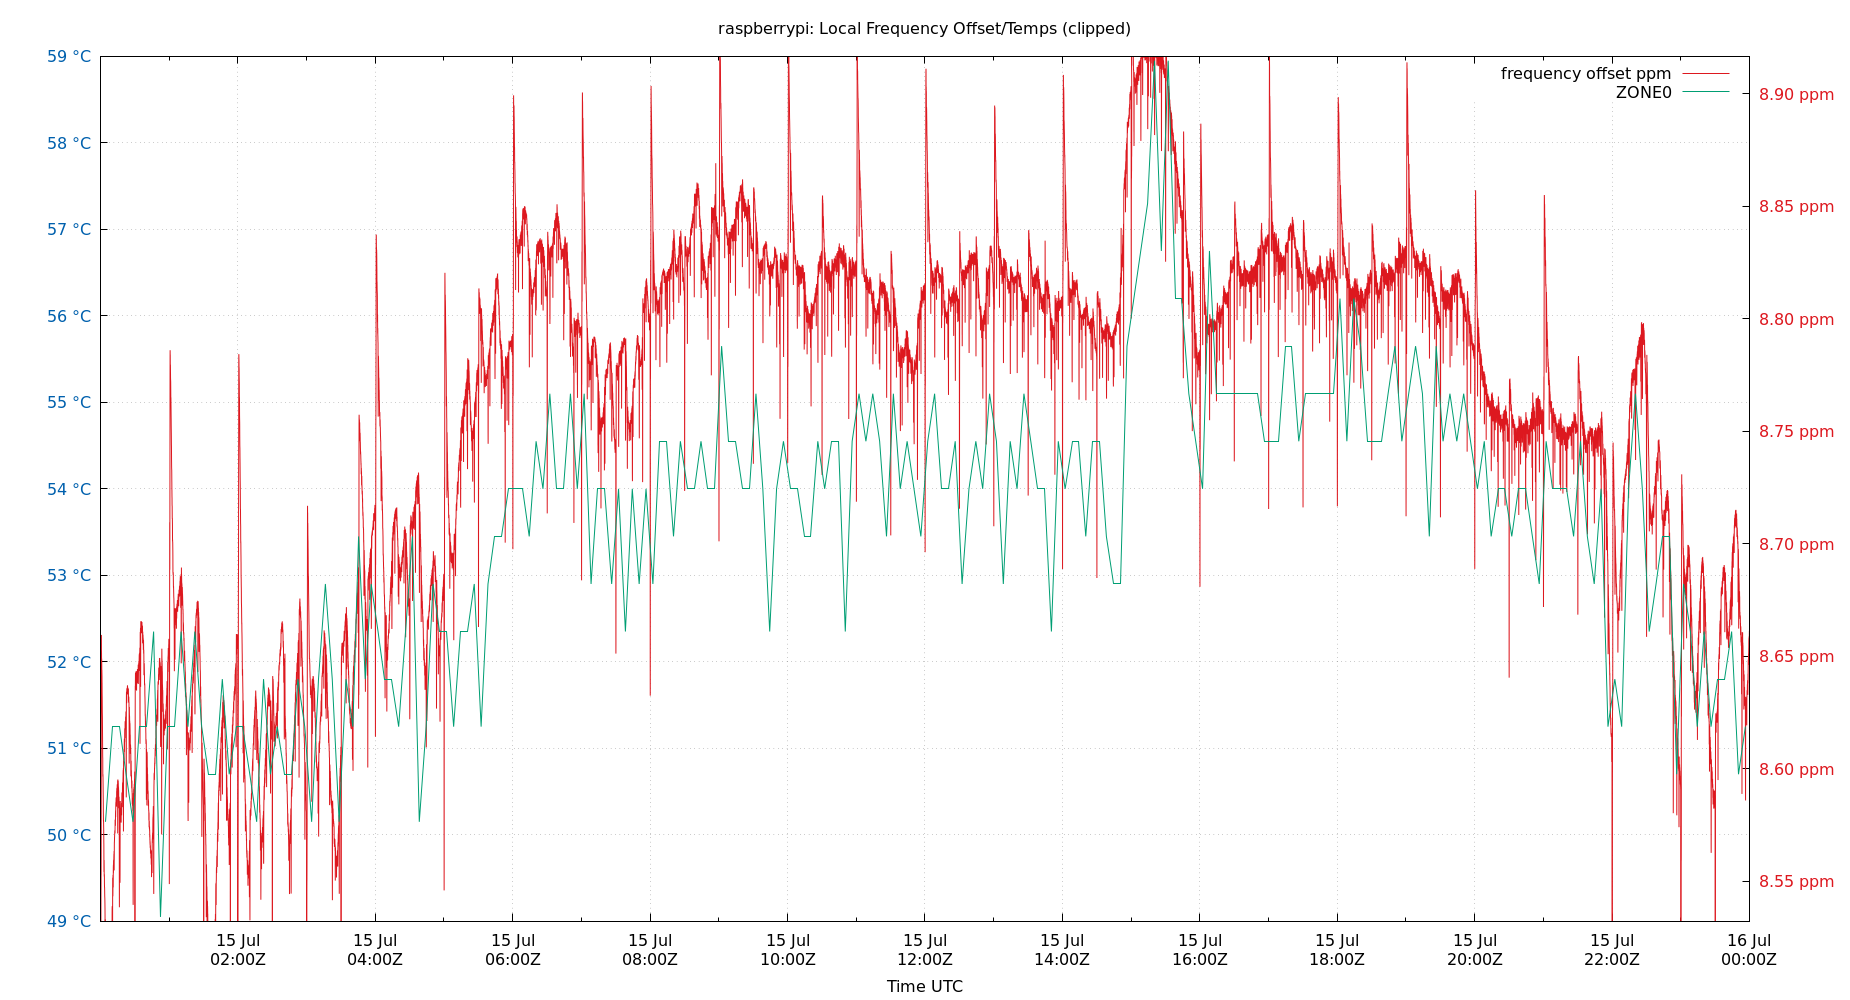 raspberrypi: Local Frequency Offset/Temps (clipped)
59 °C
58 °C
57 °C
56 °C
55 °C
54 °C
53 °C
52 °C
51 °C
50 °C
49 °C
frequency offset ppm
ZONE0
8.90 ppm
8.85 ppm
8.80 ppm
8.75 ppm
8.70 ppm
8.65 ppm
8.60 ppm
8.55 ppm
15 Jul 15 Jul 15 Jul 15 Jul 15 Jul 15 Jul 15 Jul 15 Jul 15 Jul 15 Jul 15 Jul 16 Jul
02:00Z 04:00Z 06:00Z 08:00Z 10:00Z 12:00Z 14:00Z 16:00Z 18:00Z 20:00Z 22:00Z 00:00Z
Time UTC